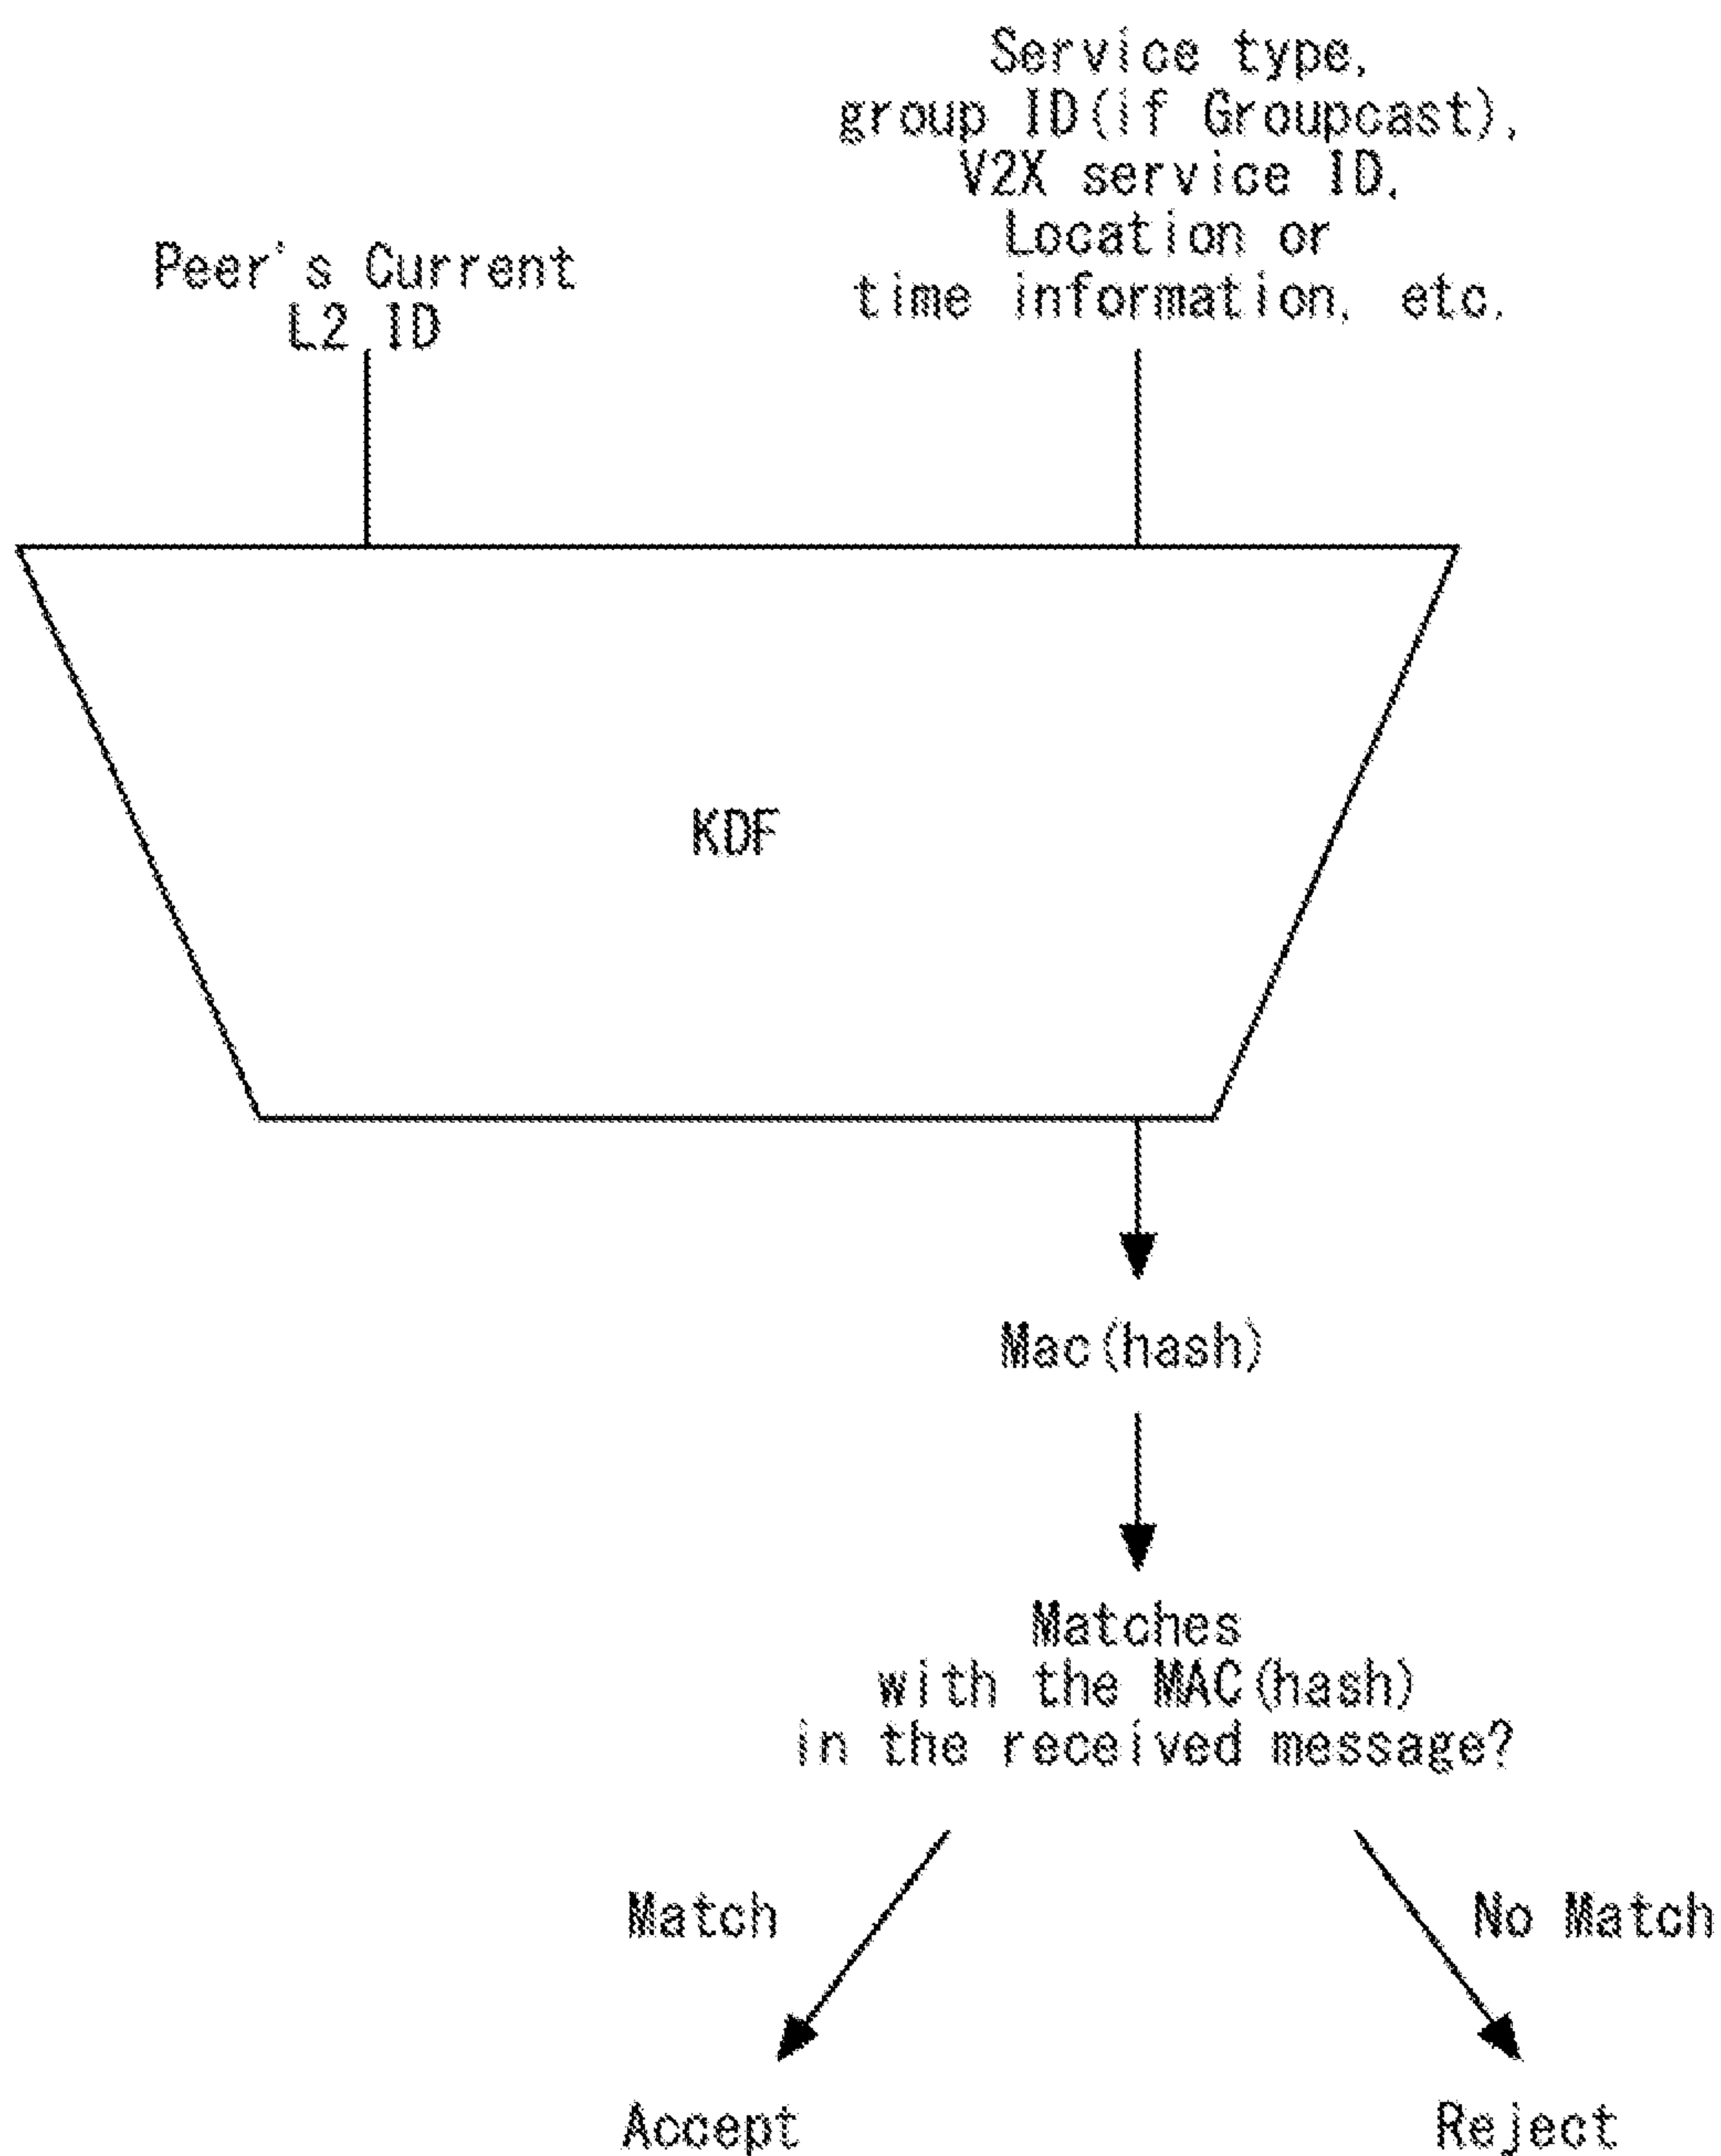 Service type,
group ID(if Groupcast),
V2X service ID,
Location or
time information, etc.
Peer's Current
L2 ID
KDF
Mac(hash)
Matches
with the MAC(hash)
in the received message?
Match
No Match
Accept
Reject